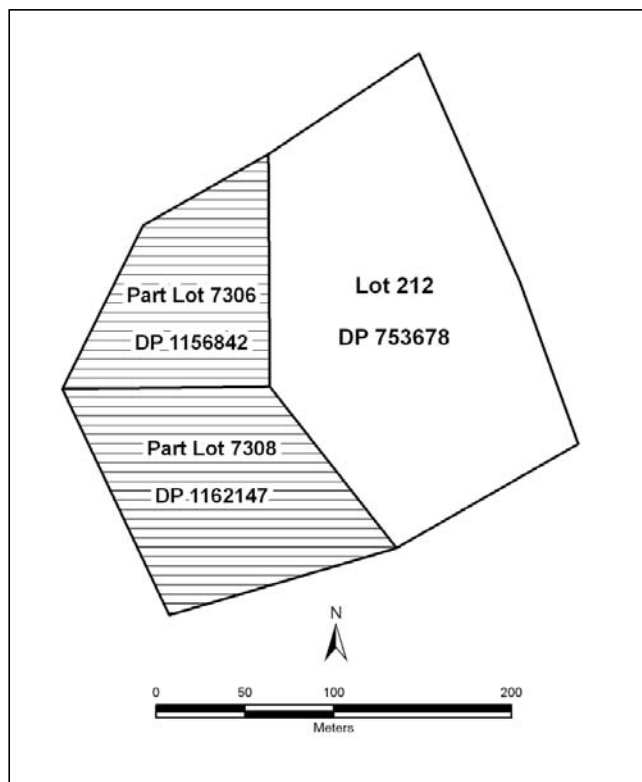 Part Lot 7306
DP 1156842
Lot 212
DP 753678
Part Lot 7308
DP 1162147
N
0 50 100 200
Meters